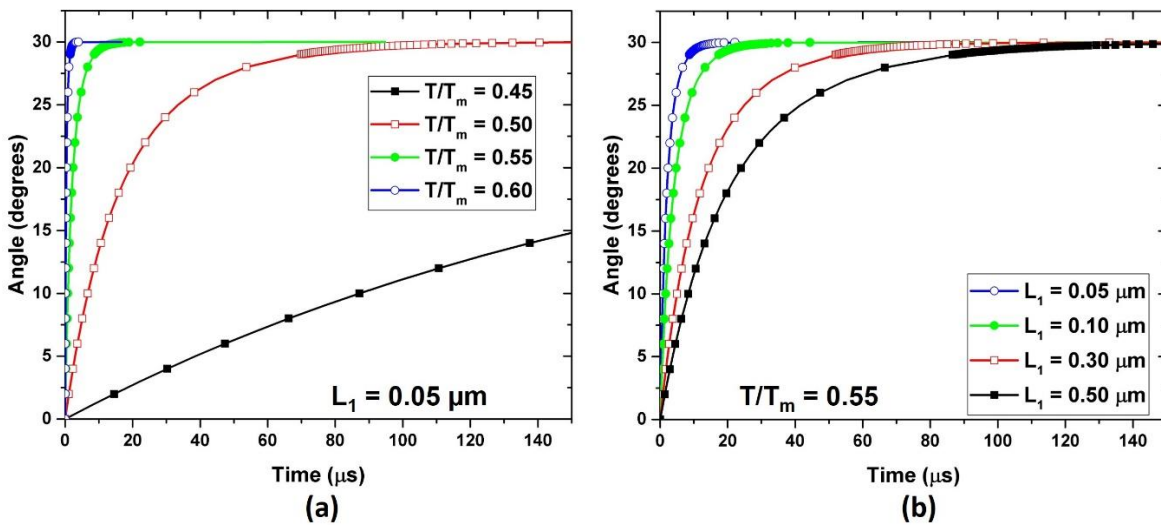 30
25
20
15
10
5
0
Angle (degrees)
T/Tm = 0.45
T/Tm = 0.50
T/Tm = 0.55
T/Tm = 0.60
L1 = 0.05 μm
0 20 40 60 80 100 120 140
Time (μs)
(a)
30
25
20
15
10
5
0
Angle (degrees)
L1 = 0.05 μm
L1 = 0.10 μm
L1 = 0.30 μm
L1 = 0.50 μm
T/Tm = 0.55
0 20 40 60 80 100 120 140
Time (μs)
(b)